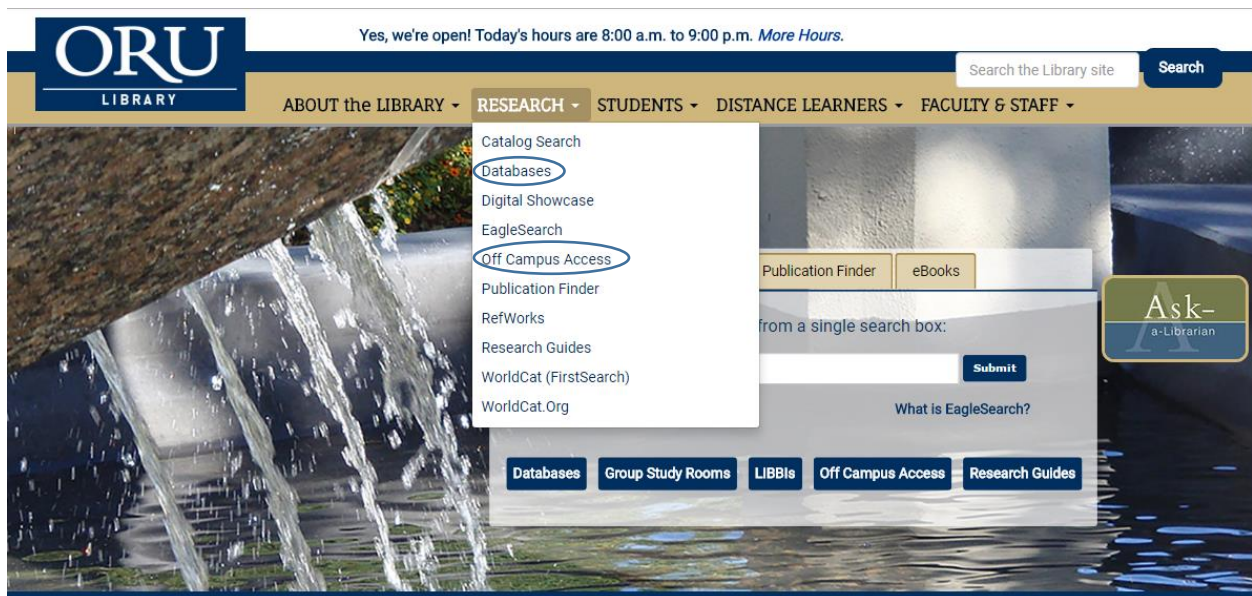 Yes, we're open! Today's hours are 8:00 a.m. to 9:00 p.m. More Hours.
ORU
LIBRARY
Search the Library site
Search
ABOUT the LIBRARY
RESEARCH
STUDENTS
DISTANCE LEARNERS
FACULTY & STAFF
Catalog Search
Databases
Digital Showcase
EagleSearch
Off Campus Access
Publication Finder
RefWorks
Research Guides
WorldCat (FirstSearch)
WorldCat.Org
Publication Finder
eBooks
from a single search box:
Submit
What is EagleSearch?
Databases
Group Study Rooms
LIBBIs
Off Campus Access
Research Guides
Ask-
a-Librarian